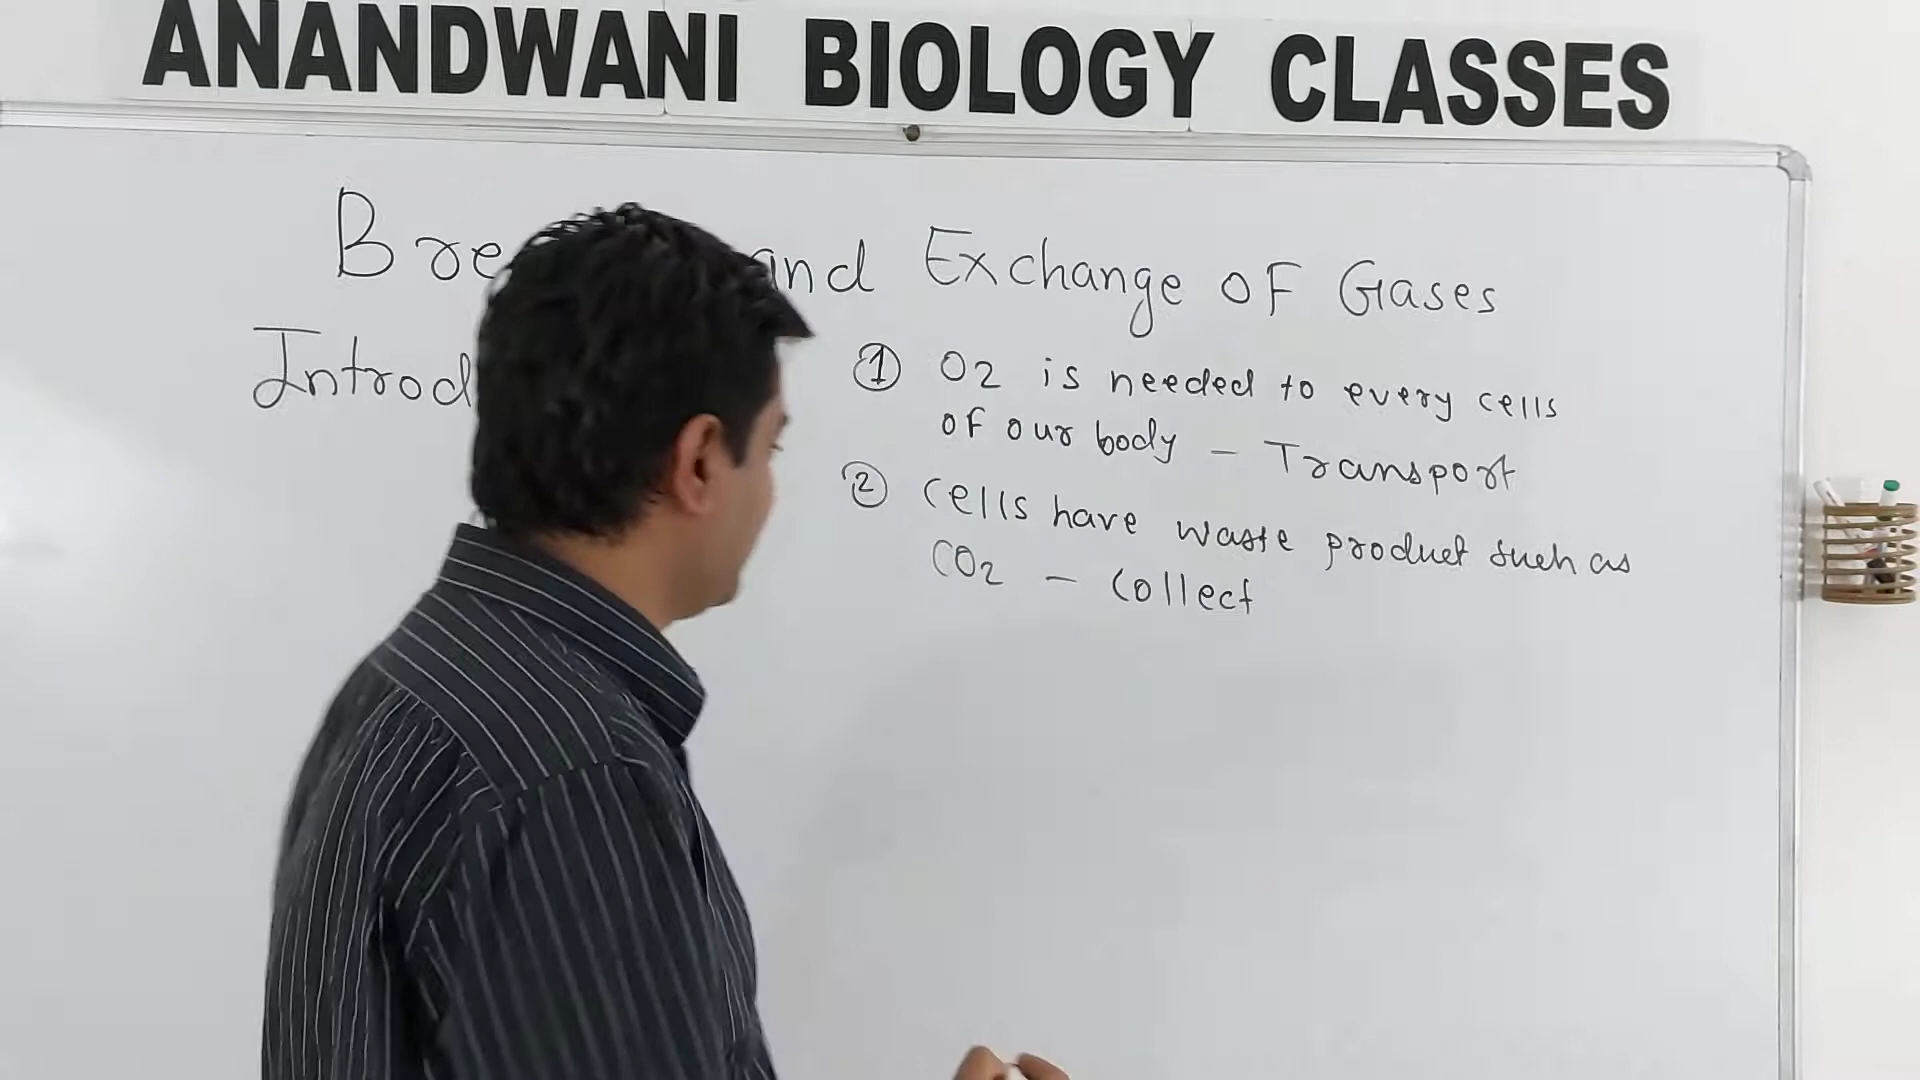 ANANDWANI BIOLOGY CLASSES
Bre and Exchange OF Gases
Introd
① O2 is needed to every cells
OF our body - Transport
② Cells have waste product such as
CO2 - Collect